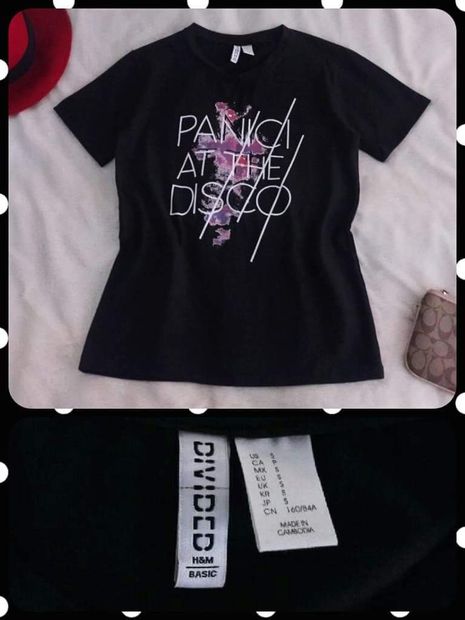 PANIC!
AT THE
DISCO
DIVIDED
H&M
BASIC
US S
CA P
MX S
EU S
UK S
KR S
JP S
CN 160/84A
MADE IN
CAMBODIA